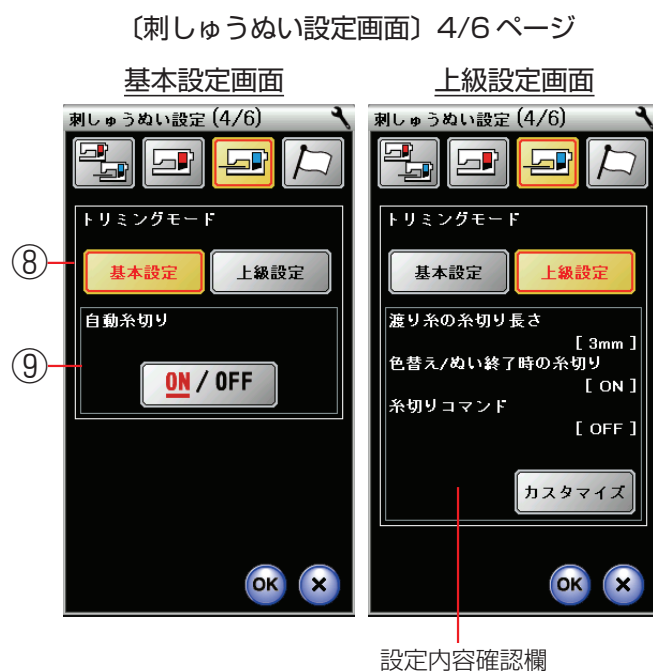 〔刺しゅうぬい設定画面〕4/6 ページ
基本設定画面
刺しゅうぬい設定 (4/6)
トリミングモード
⑧
基本設定
上級設定
自動糸切り
⑨
ON / OFF
OK ×
上級設定画面
刺しゅうぬい設定 (4/6)
トリミングモード
基本設定
上級設定
渡り糸の糸切り長さ
[ 3mm ]
色替え/ぬい終了時の糸切り
[ ON ]
糸切りコマンド
[ OFF ]
カスタマイズ
OK ×
設定内容確認欄